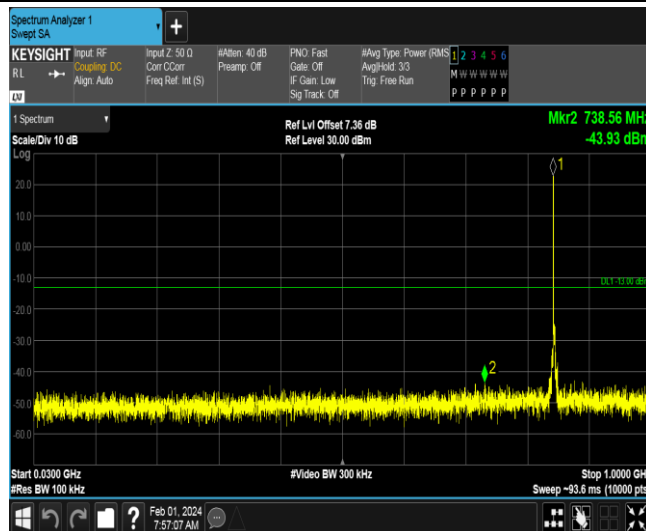 Spectrum Analyzer 1
Swept SA
+
KEYSIGHT
RL
LXI
Input: RF
Coupling: DC
Align: Auto
Input Z: 50 Ω
Corr CCorr
Freq Ref: Int (S)
#Atten: 40 dB
Preamp: Off
PNO: Fast
Gate: Off
IF Gain: Low
Sig Track: Off
#Avg Type: Power (RMS
Avg|Hold: 3/3
Trig: Free Run
1 2 3 4 5 6
M W W W W W
P P P P P P
1 Spectrum
Scale/Div 10 dB
Ref Lvl Offset 7.36 dB
Ref Level 30.00 dBm
Mkr2 738.56 MHz
-43.93 dBm
Log
1
20.0
10.0
0.00
-10.0
DL1 -13.00 dBm
-20.0
-30.0
-40.0
2
-50.0
-60.0
Start 0.0300 GHz
#Res BW 100 kHz
#Video BW 300 kHz
Stop 1.0000 GH
Sweep ~93.6 ms (10000 pts
?
Feb 01, 2024
7:57:07 AM